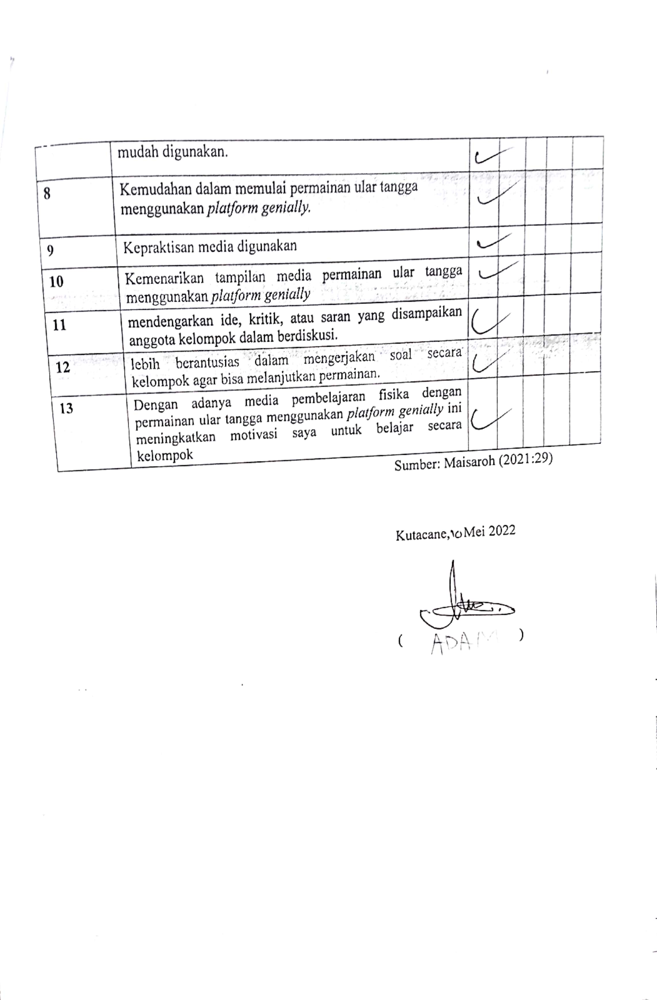 mudah digunakan.
8
Kemudahan dalam memulai permainan ular tangga
menggunakan platform genially.
9
Kepraktisan media digunakan
10
Kemenarikan tampilan media permainan ular tangga
menggunakan platform genially
11
mendengarkan ide, kritik, atau saran yang disampaikan
anggota kelompok dalam berdiskusi.
12
lebih berantusias dalam mengerjakan soal secara
kelompok agar bisa melanjutkan permainan.
13
Dengan adanya media pembelajaran fisika dengan
permainan ular tangga menggunakan platform genially ini
meningkatkan motivasi saya untuk belajar secara
kelompok
Sumber: Maisaroh (2021:29)
Kutacane, 10 Mei 2022
( ADAM )